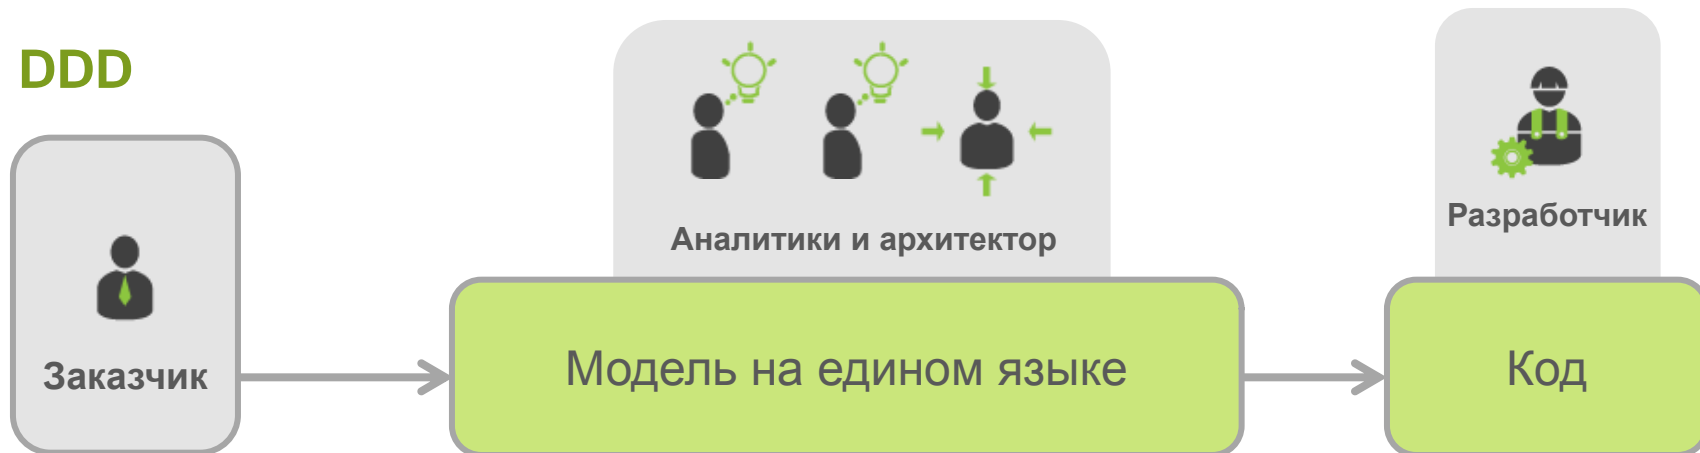 DDD
Аналитики и архитектор
Разработчик
Заказчик
Модель на едином языке
Код